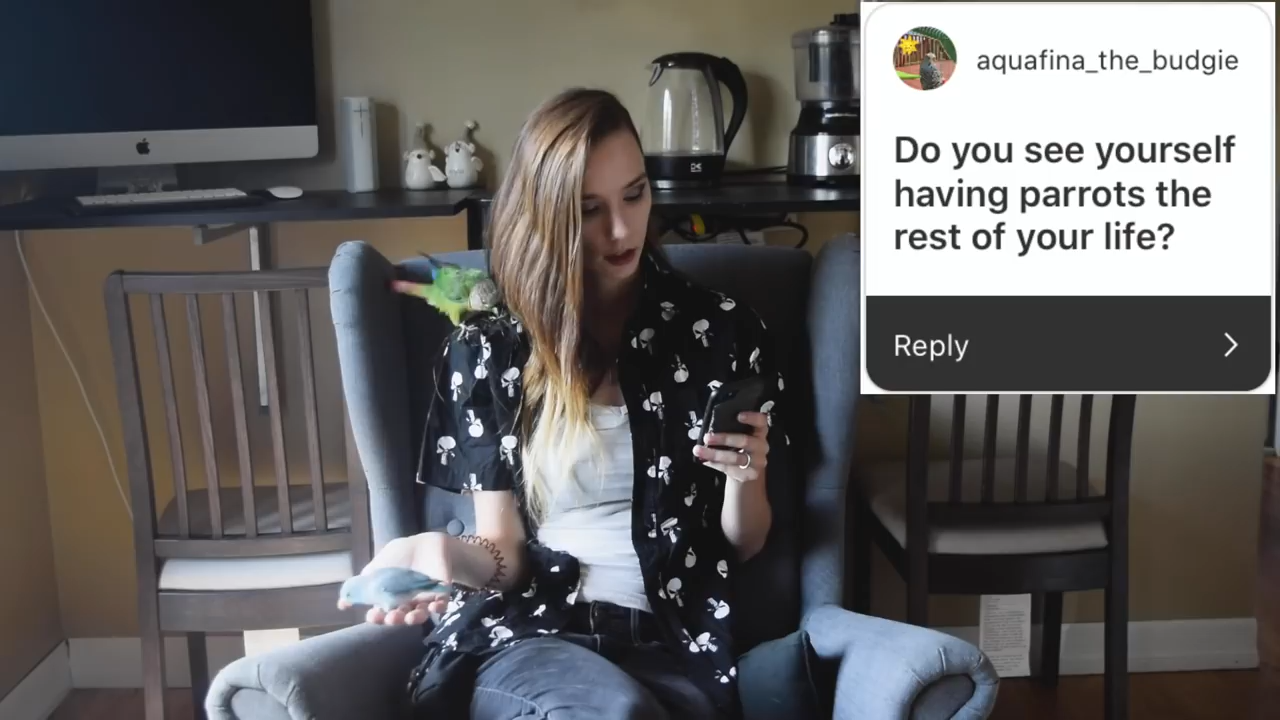 aquafina_the_budgie
Do you see yourself
having parrots the
rest of your life?
Reply